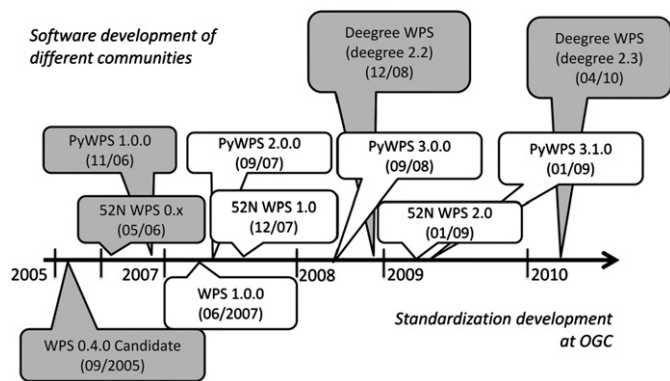 Software development of
different communities
Deegree WPS
(deegree 2.2)
(12/08)
Deegree WPS
(deegree 2.3)
(04/10)
PyWPS 1.0.0
(11/06)
PyWPS 2.0.0
(09/07)
PyWPS 3.0.0
(09/08)
PyWPS 3.1.0
(01/09)
52N WPS 0.x
(05/06)
52N WPS 1.0
(12/07)
52N WPS 2.0
(01/09)
2005
2007
2008
2009
2010
WPS 1.0.0
(06/2007)
WPS 0.4.0 Candidate
(09/2005)
Standardization development
at OGC